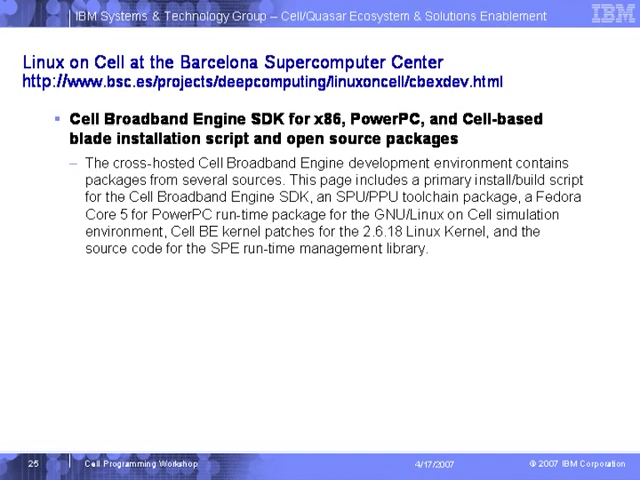 IBM Systems & Technology Group – Cell/Quasar Ecosystem & Solutions Enablement
IBM
Linux on Cell at the Barcelona Supercomputer Center
http://www.bsc.es/projects/deepcomputing/linuxoncell/cbexdev.html
▪ Cell Broadband Engine SDK for x86, PowerPC, and Cell-based
blade installation script and open source packages
– The cross-hosted Cell Broadband Engine development environment contains
packages from several sources. This page includes a primary install/build script
for the Cell Broadband Engine SDK, an SPU/PPU toolchain package, a Fedora
Core 5 for PowerPC run-time package for the GNU/Linux on Cell simulation
environment, Cell BE kernel patches for the 2.6.18 Linux Kernel, and the
source code for the SPE run-time management library.
25
Cell Programming Workshop
4/17/2007
© 2007 IBM Corporation